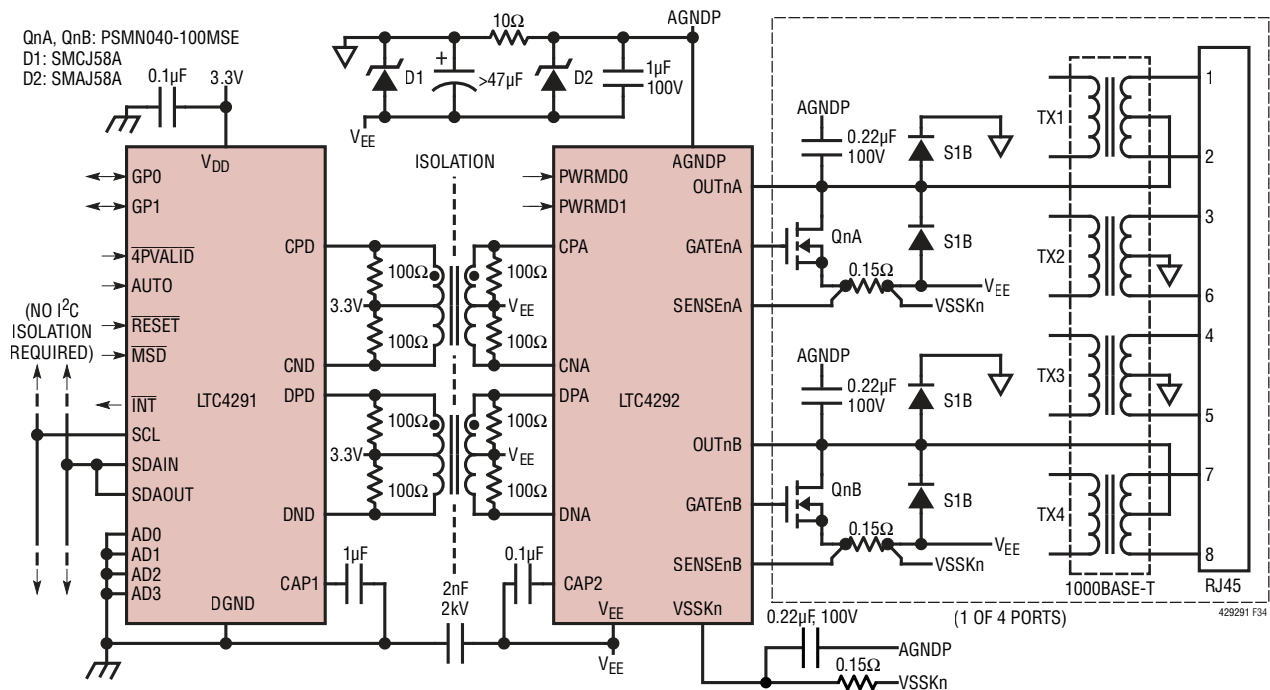 QnA, QnB: PSMN040-100MSE
D1: SMCJ58A
D2: SMAJ58A
0.1µF
3.3V
10Ω
AGNDP
D1
+
>47µF
D2
1µF
100V
VEE
VDD
GP0
GP1
4PVALID
AUTO
RESET
MSD
INT
SCL
SDAIN
SDAOUT
AD0
AD1
AD2
AD3
(NO I²C
ISOLATION
REQUIRED)
LTC4291
CPD
CND
DPD
DND
CAP1
DGND
ISOLATION
100Ω
100Ω
3.3V
100Ω
100Ω
VEE
100Ω
100Ω
3.3V
100Ω
100Ω
VEE
1µF
2nF
2kV
0.1µF
PWRMD0
PWRMD1
CPA
CNA
DPA
DNA
CAP2
VEE
VEE
LTC4292
AGNDP
OUTnA
GATEnA
SENSEnA
OUTnB
GATEnB
SENSEnB
VSSKn
AGNDP
0.22µF
100V
S1B
QnA
S1B
0.15Ω
VEE
VSSKn
AGNDP
0.22µF
100V
S1B
QnB
S1B
0.15Ω
VEE
VSSKn
TX1
TX2
TX3
TX4
1
2
3
6
4
5
7
8
1000BASE-T
RJ45
(1 OF 4 PORTS)
429291 F34
0.22µF, 100V
AGNDP
0.15Ω
VSSKn